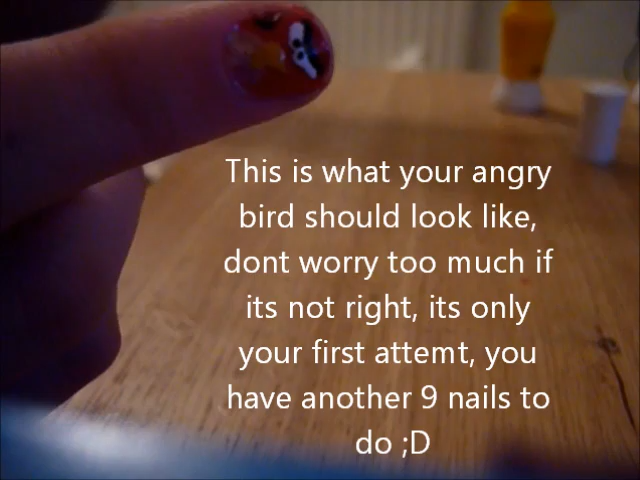 This is what your angry
bird should look like,
dont worry too much if
its not right, its only
your first attemt, you
have another 9 nails to
do ;D